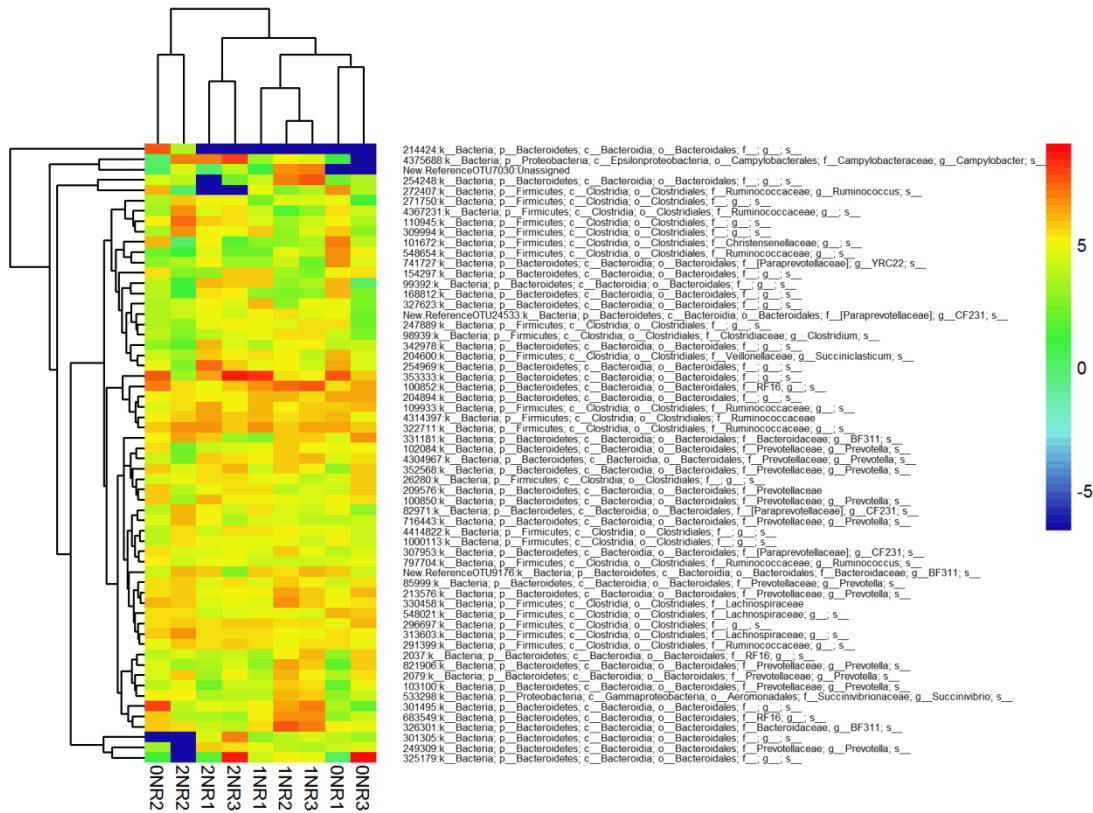 214424:k__Bacteria; p__Bacteroidetes; c__Bacteroidia; o__Bacteroidales; f__; g__; s__
4375688:k__Bacteria; p__Proteobacteria; c__Epsilonproteobacteria; o__Campylobacterales; f__Campylobacteraceae; g__Campylobacter; s__
New.ReferenceOTU7030:Unassigned
254248:k__Bacteria; p__Bacteroidetes; c__Bacteroidia; o__Bacteroidales; f__; g__; s__
272407:k__Bacteria; p__Firmicutes; c__Clostridia; o__Clostridiales; f__Ruminococcaceae; g__Ruminococcus; s__
271750:k__Bacteria; p__Firmicutes; c__Clostridia; o__Clostridiales; f__; g__; s__
4367231:k__Bacteria; p__Firmicutes; c__Clostridia; o__Clostridiales; f__Ruminococcaceae; g__; s__
110945:k__Bacteria; p__Firmicutes; c__Clostridia; o__Clostridiales; f__; g__; s__
309994:k__Bacteria; p__Firmicutes; c__Clostridia; o__Clostridiales; f__; g__; s__
101672:k__Bacteria; p__Firmicutes; c__Clostridia; o__Clostridiales; f__Christensenellaceae; g__; s__
548654:k__Bacteria; p__Firmicutes; c__Clostridia; o__Clostridiales; f__Ruminococcaceae; g__; s__
741727:k__Bacteria; p__Bacteroidetes; c__Bacteroidia; o__Bacteroidales; f__[Paraprevotellaceae]; g__YRC22; s__
154297:k__Bacteria; p__Bacteroidetes; c__Bacteroidia; o__Bacteroidales; f__; g__; s__
99392:k__Bacteria; p__Bacteroidetes; c__Bacteroidia; o__Bacteroidales; f__; g__; s__
168812:k__Bacteria; p__Bacteroidetes; c__Bacteroidia; o__Bacteroidales; f__; g__; s__
327623:k__Bacteria; p__Bacteroidetes; c__Bacteroidia; o__Bacteroidales; f__; g__; s__
New.ReferenceOTU24533:k__Bacteria; p__Bacteroidetes; c__Bacteroidia; o__Bacteroidales; f__[Paraprevotellaceae]; g__CF231; s__
247889:k__Bacteria; p__Firmicutes; c__Clostridia; o__Clostridiales; f__; g__; s__
98939:k__Bacteria; p__Firmicutes; c__Clostridia; o__Clostridiales; f__Clostridiaceae; g__Clostridium; s__
342978:k__Bacteria; p__Bacteroidetes; c__Bacteroidia; o__Bacteroidales; f__; g__; s__
204600:k__Bacteria; p__Firmicutes; c__Clostridia; o__Clostridiales; f__Veillonellaceae; g__Succiniclasticum; s__
254969:k__Bacteria; p__Bacteroidetes; c__Bacteroidia; o__Bacteroidales; f__; g__; s__
353333:k__Bacteria; p__Bacteroidetes; c__Bacteroidia; o__Bacteroidales; f__; g__; s__
100852:k__Bacteria; p__Bacteroidetes; c__Bacteroidia; o__Bacteroidales; f__RF16; g__; s__
204894:k__Bacteria; p__Bacteroidetes; c__Bacteroidia; o__Bacteroidales; f__; g__; s__
109933:k__Bacteria; p__Firmicutes; c__Clostridia; o__Clostridiales; f__Ruminococcaceae; g__; s__
4314397:k__Bacteria; p__Firmicutes; c__Clostridia; o__Clostridiales; f__Ruminococcaceae
322711:k__Bacteria; p__Firmicutes; c__Clostridia; o__Clostridiales; f__Ruminococcaceae; g__; s__
331181:k__Bacteria; p__Bacteroidetes; c__Bacteroidia; o__Bacteroidales; f__Bacteroidaceae; g__BF311; s__
102084:k__Bacteria; p__Bacteroidetes; c__Bacteroidia; o__Bacteroidales; f__Prevotellaceae; g__Prevotella; s__
4304967:k__Bacteria; p__Bacteroidetes; c__Bacteroidia; o__Bacteroidales; f__Prevotellaceae; g__Prevotella; s__
352568:k__Bacteria; p__Bacteroidetes; c__Bacteroidia; o__Bacteroidales; f__Prevotellaceae; g__Prevotella; s__
26280:k__Bacteria; p__Firmicutes; c__Clostridia; o__Clostridiales; f__; g__; s__
209576:k__Bacteria; p__Bacteroidetes; c__Bacteroidia; o__Bacteroidales; f__Prevotellaceae
100850:k__Bacteria; p__Bacteroidetes; c__Bacteroidia; o__Bacteroidales; f__Prevotellaceae; g__Prevotella; s__
82971:k__Bacteria; p__Bacteroidetes; c__Bacteroidia; o__Bacteroidales; f__[Paraprevotellaceae]; g__CF231; s__
716443:k__Bacteria; p__Bacteroidetes; c__Bacteroidia; o__Bacteroidales; f__Prevotellaceae; g__Prevotella; s__
4414822:k__Bacteria; p__Firmicutes; c__Clostridia; o__Clostridiales; f__; g__; s__
1000113:k__Bacteria; p__Firmicutes; c__Clostridia; o__Clostridiales; f__; g__; s__
307953:k__Bacteria; p__Bacteroidetes; c__Bacteroidia; o__Bacteroidales; f__[Paraprevotellaceae]; g__CF231; s__
797704:k__Bacteria; p__Firmicutes; c__Clostridia; o__Clostridiales; f__Ruminococcaceae; g__Ruminococcus; s__
New.ReferenceOTU9176:k__Bacteria; p__Bacteroidetes; c__Bacteroidia; o__Bacteroidales; f__Bacteroidaceae; g__BF311; s__
85999:k__Bacteria; p__Bacteroidetes; c__Bacteroidia; o__Bacteroidales; f__Prevotellaceae; g__Prevotella; s__
213576:k__Bacteria; p__Bacteroidetes; c__Bacteroidia; o__Bacteroidales; f__Prevotellaceae; g__Prevotella; s__
330458:k__Bacteria; p__Firmicutes; c__Clostridia; o__Clostridiales; f__Lachnospiraceae
548021:k__Bacteria; p__Firmicutes; c__Clostridia; o__Clostridiales; f__Lachnospiraceae; g__; s__
296697:k__Bacteria; p__Firmicutes; c__Clostridia; o__Clostridiales; f__; g__; s__
313603:k__Bacteria; p__Firmicutes; c__Clostridia; o__Clostridiales; f__Lachnospiraceae; g__; s__
291399:k__Bacteria; p__Firmicutes; c__Clostridia; o__Clostridiales; f__Ruminococcaceae; g__; s__
2037:k__Bacteria; p__Bacteroidetes; c__Bacteroidia; o__Bacteroidales; f__RF16; g__; s__
821906:k__Bacteria; p__Bacteroidetes; c__Bacteroidia; o__Bacteroidales; f__Prevotellaceae; g__Prevotella; s__
2079:k__Bacteria; p__Bacteroidetes; c__Bacteroidia; o__Bacteroidales; f__Prevotellaceae; g__Prevotella; s__
103100:k__Bacteria; p__Bacteroidetes; c__Bacteroidia; o__Bacteroidales; f__Prevotellaceae; g__Prevotella; s__
533298:k__Bacteria; p__Proteobacteria; c__Gammaproteobacteria; o__Aeromonadales; f__Succinivibrionaceae; g__Succinivibrio; s__
301495:k__Bacteria; p__Bacteroidetes; c__Bacteroidia; o__Bacteroidales; f__; g__; s__
683549:k__Bacteria; p__Bacteroidetes; c__Bacteroidia; o__Bacteroidales; f__RF16; g__; s__
326301:k__Bacteria; p__Bacteroidetes; c__Bacteroidia; o__Bacteroidales; f__Bacteroidaceae; g__BF311; s__
301305:k__Bacteria; p__Bacteroidetes; c__Bacteroidia; o__Bacteroidales; f__; g__; s__
249309:k__Bacteria; p__Bacteroidetes; c__Bacteroidia; o__Bacteroidales; f__Prevotellaceae; g__Prevotella; s__
325179:k__Bacteria; p__Bacteroidetes; c__Bacteroidia; o__Bacteroidales; f__; g__; s__
5
0
-5
0NR2
2NR2
2NR1
2NR3
1NR1
1NR2
1NR3
0NR1
0NR3